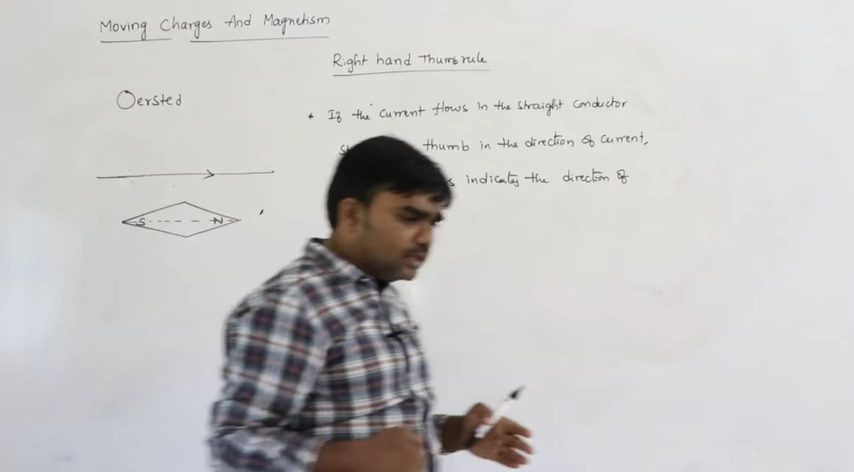 Moving Charges And Magnetism
Right hand Thumb rule
Oersted
* If the current flows in the straight conductor
thumb in the direction of current,
indicates the direction of
S N